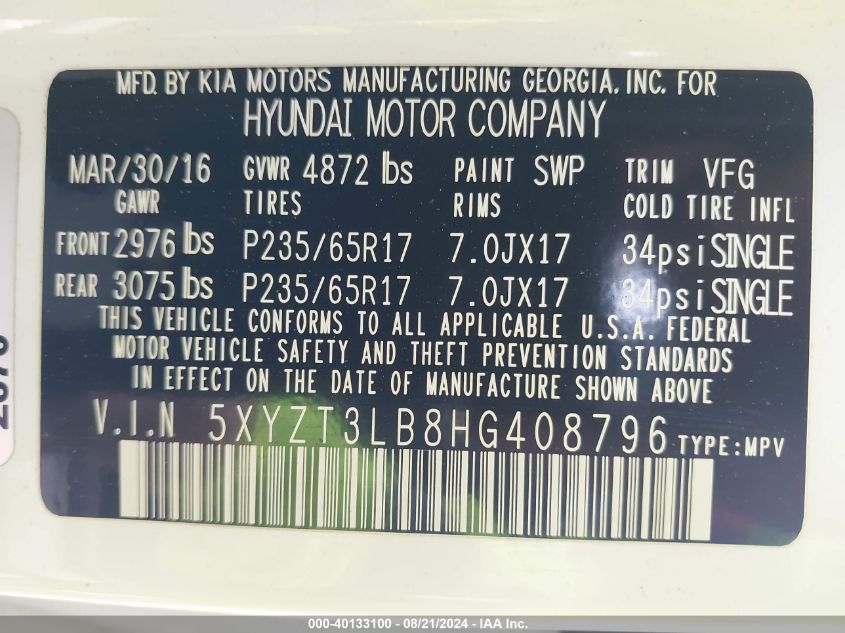 MFD. BY KIA MOTORS MANUFACTURING GEORGIA, INC. FOR
HYUNDAI MOTOR COMPANY
MAR/30/16 GVWR 4872 lbs PAINT SWP TRIM VFG
GAWR TIRES RIMS COLD TIRE INFL
FRONT 2976 lbs P235/65R17 7.0JX17 34psi SINGLE
REAR 3075 lbs P235/65R17 7.0JX17 34psi SINGLE
THIS VEHICLE CONFORMS TO ALL APPLICABLE U.S.A. FEDERAL
MOTOR VEHICLE SAFETY AND THEFT PREVENTION STANDARDS
IN EFFECT ON THE DATE OF MANUFACTURE SHOWN ABOVE
V.I.N 5XYZT3LB8HG408796 TYPE:MPV
000-40133100 - 08/21/2024 - IAA Inc.